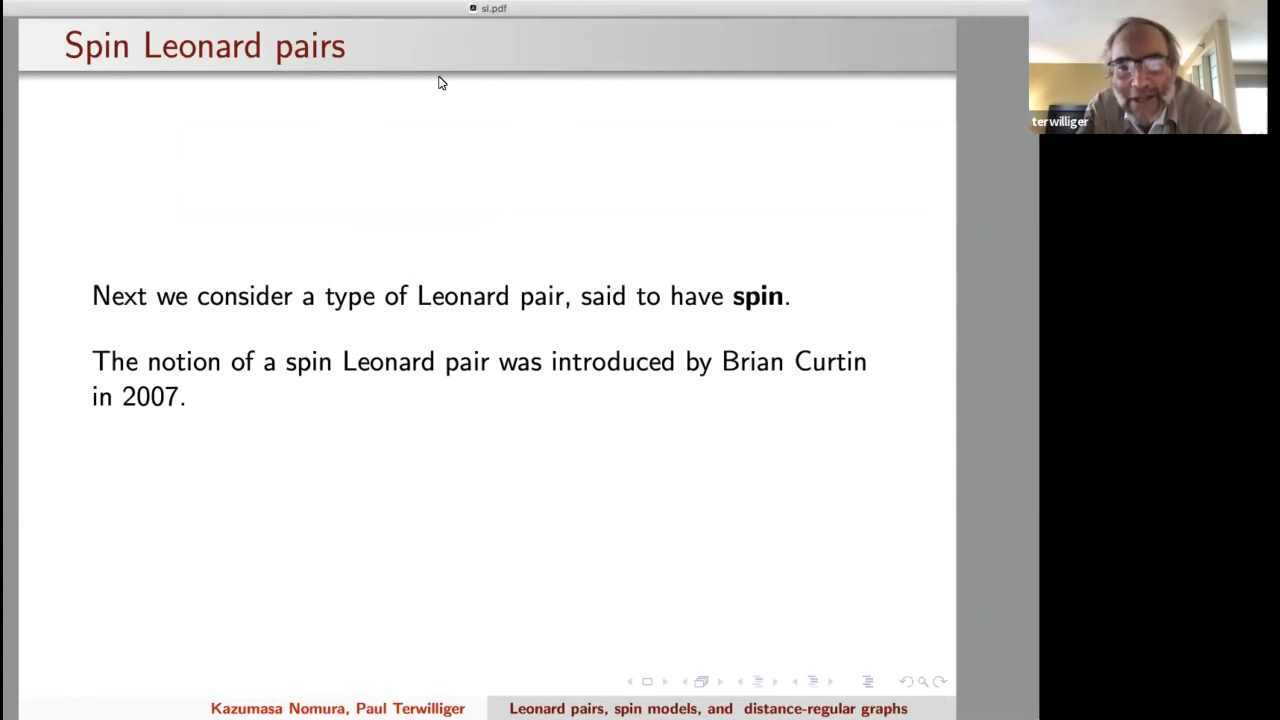 sl.pdf
Spin Leonard pairs
terwilliger
Next we consider a type of Leonard pair, said to have spin.
The notion of a spin Leonard pair was introduced by Brian Curtin
in 2007.
Kazumasa Nomura, Paul Terwilliger
Leonard pairs, spin models, and distance-regular graphs